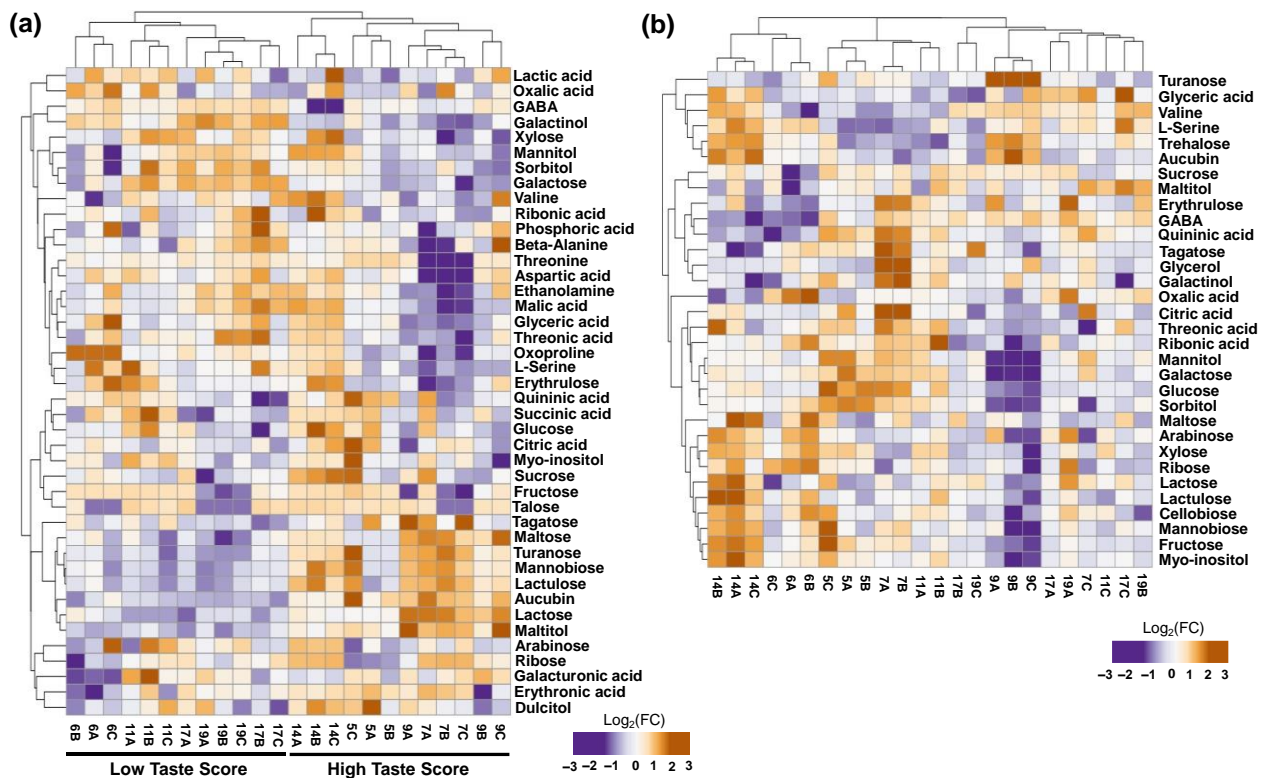 (a)
Lactic acid
Oxalic acid
GABA
Galactinol
Xylose
Mannitol
Sorbitol
Galactose
Valine
Ribonic acid
Phosphoric acid
Beta-Alanine
Threonine
Aspartic acid
Ethanolamine
Malic acid
Glyceric acid
Threonic acid
Oxoproline
L-Serine
Erythrulose
Quininic acid
Succinic acid
Glucose
Citric acid
Myo-inositol
Sucrose
Fructose
Talose
Tagatose
Maltose
Turanose
Mannobiose
Lactulose
Aucubin
Lactose
Maltitol
Arabinose
Ribose
Galacturonic acid
Erythronic acid
Dulcitol
6B 6A 6C 11A 11B 11C 17A 19A 19B 19C 17B 17C 14A 14B 14C 5C 5A 5B 9A 7A 7B 7C 9B 9C
Low Taste Score High Taste Score
Log2(FC)
−3 −2 −1 0 1 2 3
(b)
Turanose
Glyceric acid
Valine
L-Serine
Trehalose
Aucubin
Sucrose
Maltitol
Erythrulose
GABA
Quininic acid
Tagatose
Glycerol
Galactinol
Oxalic acid
Citric acid
Threonic acid
Ribonic acid
Mannitol
Galactose
Glucose
Sorbitol
Maltose
Arabinose
Xylose
Ribose
Lactose
Lactulose
Cellobiose
Mannobiose
Fructose
Myo-inositol
14B 14A 14C 6C 6A 6B 5C 5A 5B 7A 7B 11A 11B 17B 19C 9A 9B 9C 17A 19A 7C 11C 17C 19B
Log2(FC)
−3 −2 −1 0 1 2 3